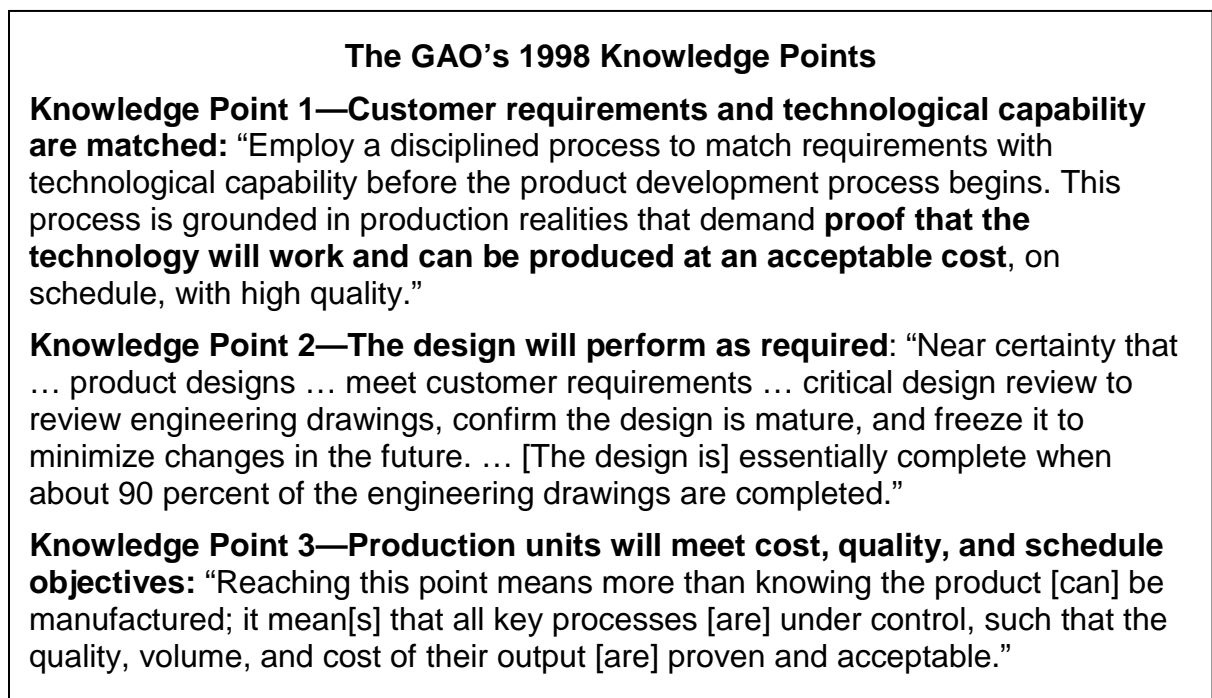 The GAO’s 1998 Knowledge Points
Knowledge Point 1—Customer requirements and technological capability
are matched: “Employ a disciplined process to match requirements with
technological capability before the product development process begins. This
process is grounded in production realities that demand proof that the
technology will work and can be produced at an acceptable cost, on
schedule, with high quality.”
Knowledge Point 2—The design will perform as required: “Near certainty that
… product designs … meet customer requirements … critical design review to
review engineering drawings, confirm the design is mature, and freeze it to
minimize changes in the future. … [The design is] essentially complete when
about 90 percent of the engineering drawings are completed.”
Knowledge Point 3—Production units will meet cost, quality, and schedule
objectives: “Reaching this point means more than knowing the product [can] be
manufactured; it mean[s] that all key processes [are] under control, such that the
quality, volume, and cost of their output [are] proven and acceptable.”